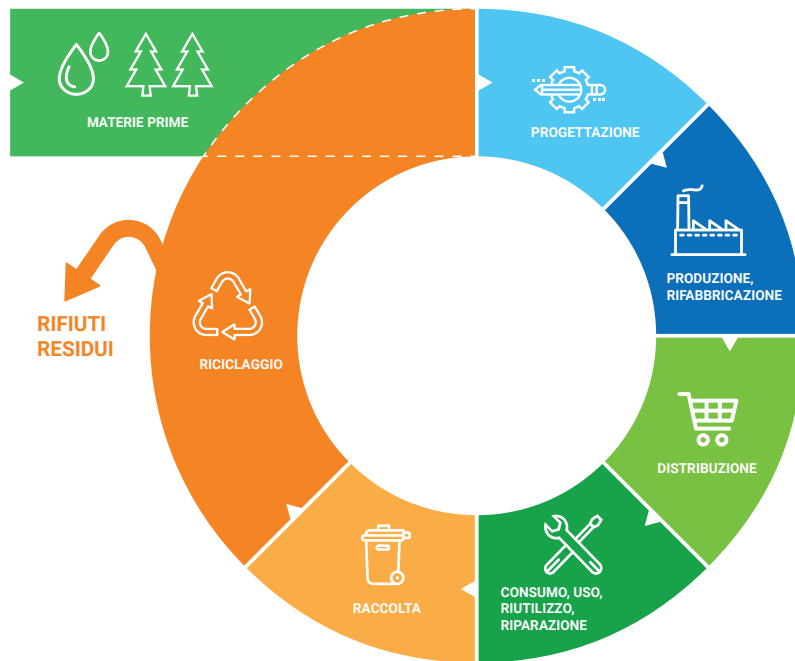 MATERIE PRIME
PROGETTAZIONE
PRODUZIONE,
RIFABBRICAZIONE
DISTRIBUZIONE
CONSUMO, USO,
RIUTILIZZO,
RIPARAZIONE
RACCOLTA
RICICLAGGIO
RIFIUTI
RESIDUI